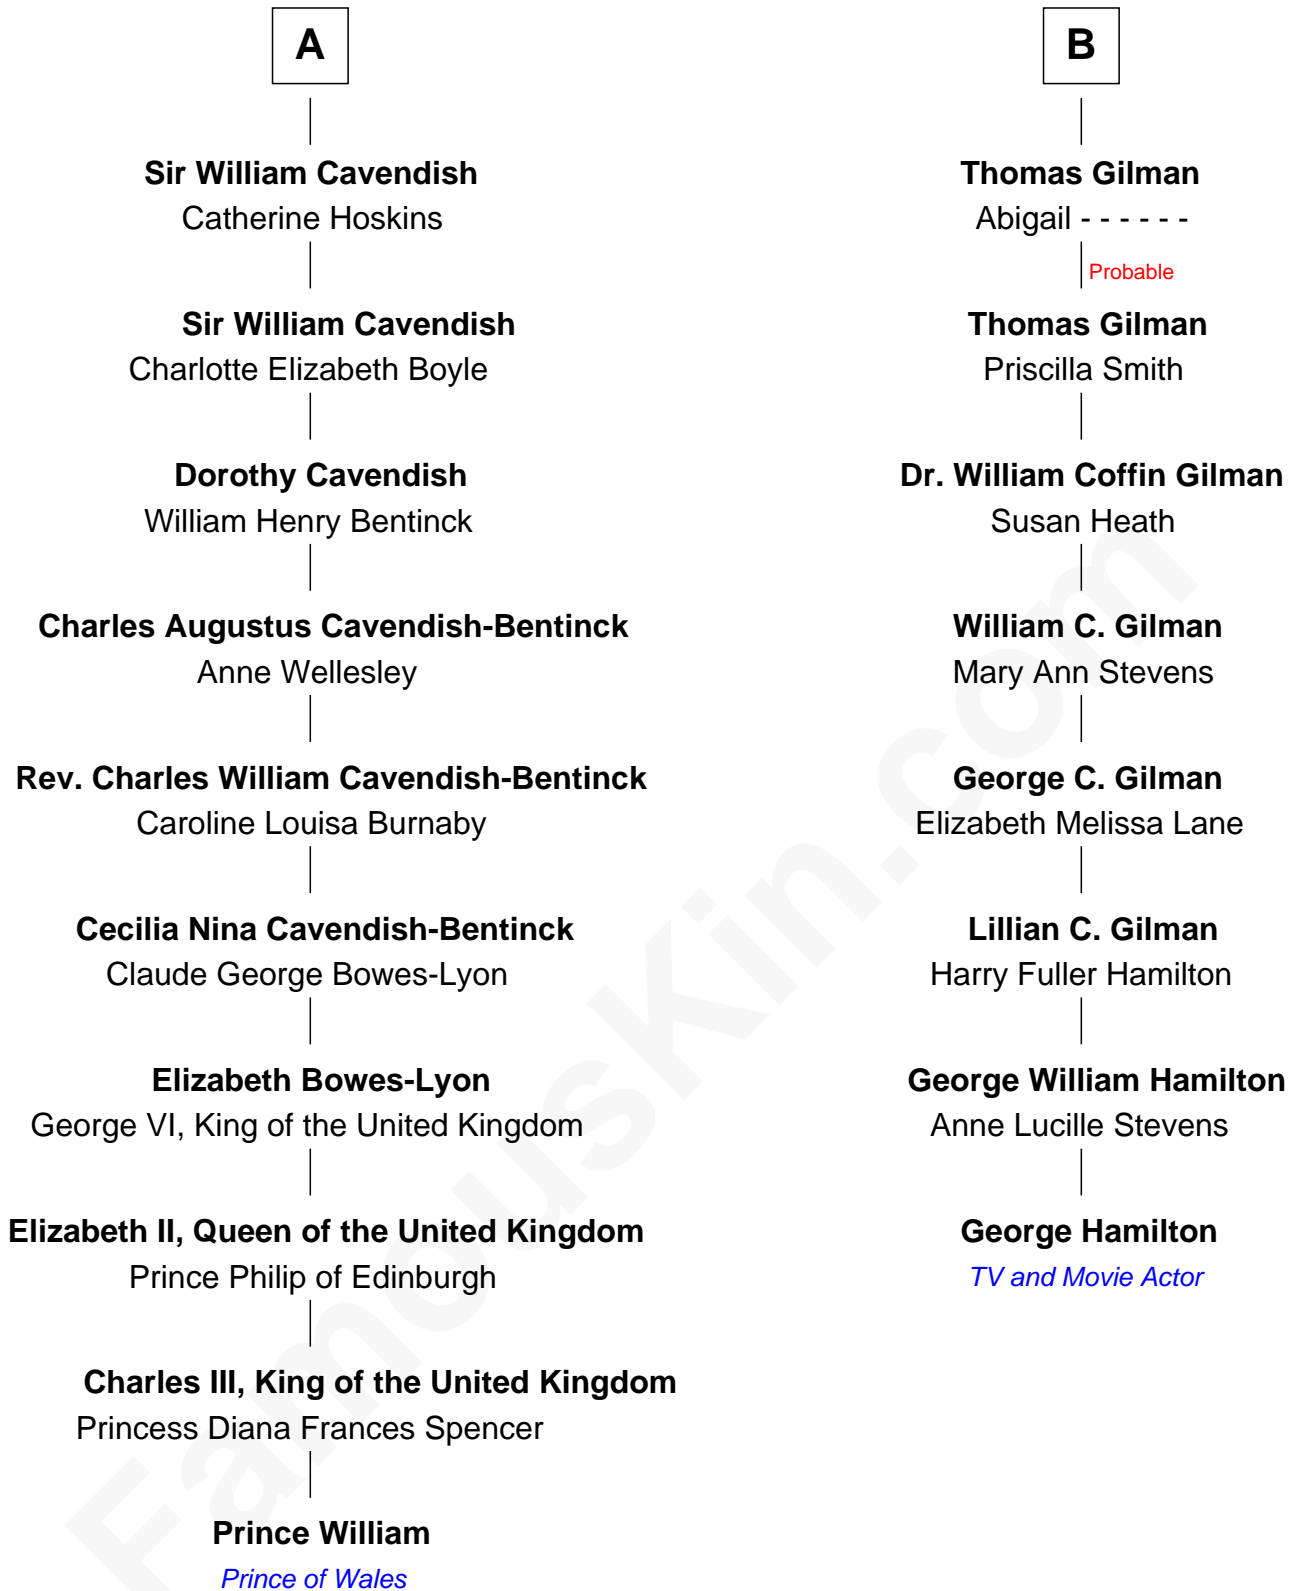 A
Sir William Cavendish
Catherine Hoskins
Sir William Cavendish
Charlotte Elizabeth Boyle
Dorothy Cavendish
William Henry Bentinck
Charles Augustus Cavendish-Bentinck
Anne Wellesley
Rev. Charles William Cavendish-Bentinck
Caroline Louisa Burnaby
Cecilia Nina Cavendish-Bentinck
Claude George Bowes-Lyon
Elizabeth Bowes-Lyon
George VI, King of the United Kingdom
Elizabeth II, Queen of the United Kingdom
Prince Philip of Edinburgh
Charles III, King of the United Kingdom
Princess Diana Frances Spencer
Prince William
Prince of Wales
B
Thomas Gilman
Abigail - - - - - -
Probable
Thomas Gilman
Priscilla Smith
Dr. William Coffin Gilman
Susan Heath
William C. Gilman
Mary Ann Stevens
George C. Gilman
Elizabeth Melissa Lane
Lillian C. Gilman
Harry Fuller Hamilton
George William Hamilton
Anne Lucille Stevens
George Hamilton
TV and Movie Actor
FamousKin.com